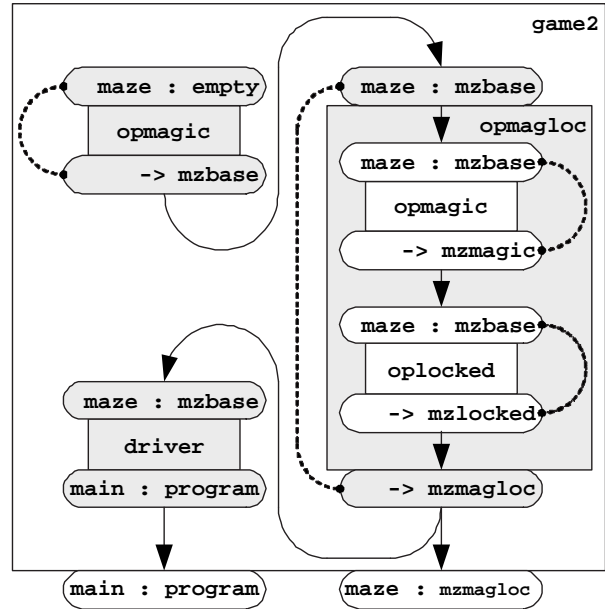 game2
maze : empty
opmagic
-> mzbase
maze : mzbase
opmagloc
maze : mzbase
opmagic
-> mzmagic
maze : mzbase
oplocked
-> mzlocked
-> mzmagloc
maze : mzbase
driver
main : program
main : program
maze : mzmagloc